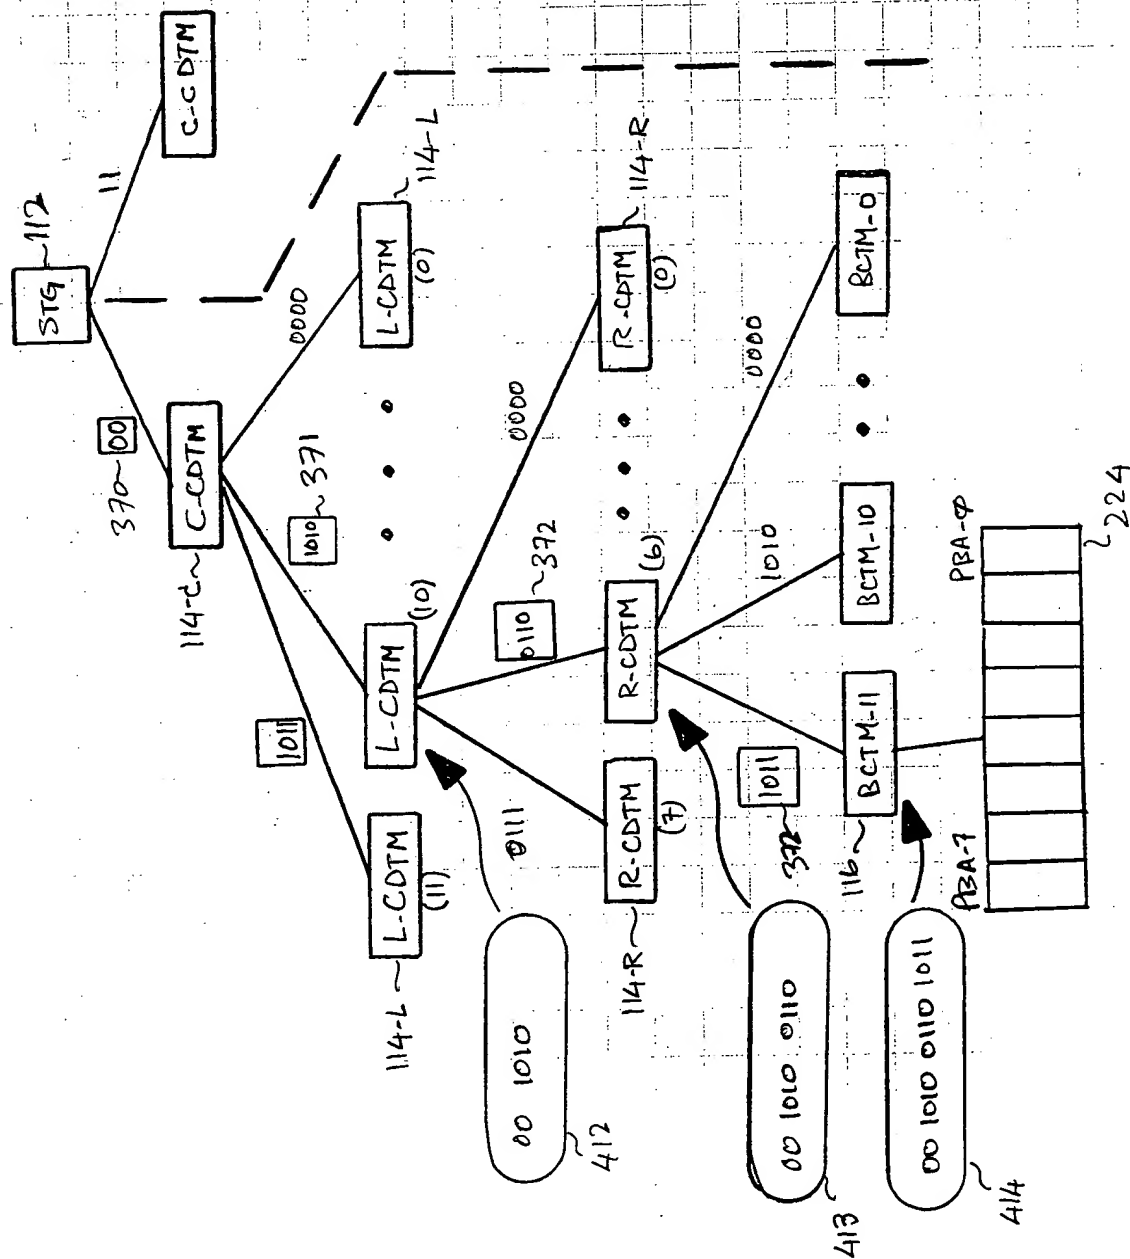 STG
112
370
00
11
C-CDTM
C-CDTM
114-C
1011
1010
371
0000
L-CDTM
(11)
L-CDTM
(10)
L-CDTM
(0)
114-L
114-L
00 1010
412
0111
0110
372
0000
R-CDTM
(7)
R-CDTM
(6)
R-CDTM
(0)
114-R
114-R
00 1010 0110
413
1011
372
1010
0000
116
BCTM-11
BCTM-10
BCTM-0
00 1010 0110 1011
414
PBA-7
PBA-0
224